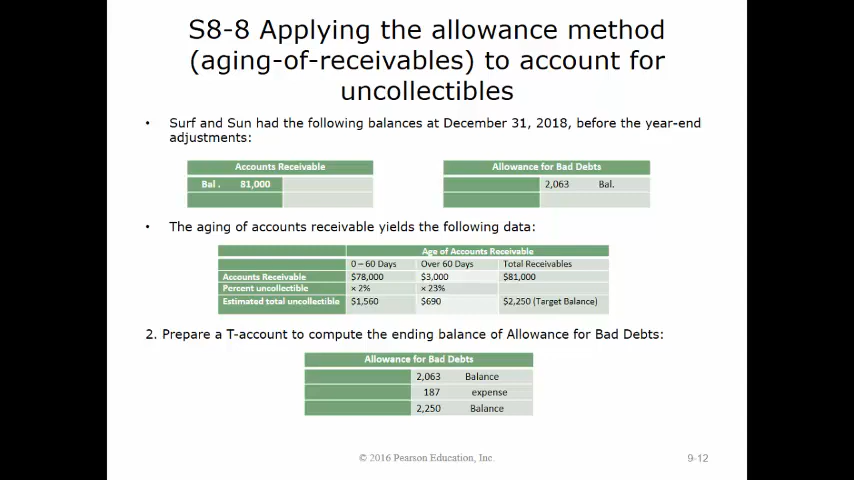 S8-8 Applying the allowance method
(aging-of-receivables) to account for
uncollectibles
• Surf and Sun had the following balances at December 31, 2018, before the year-end
adjustments:
Accounts Receivable
Bal . 81,000
Allowance for Bad Debts
2,063 Bal.
• The aging of accounts receivable yields the following data:
Age of Accounts Receivable
0 – 60 Days Over 60 Days Total Receivables
Accounts Receivable $78,000 $3,000 $81,000
Percent uncollectible × 2% × 23%
Estimated total uncollectible $1,560 $690 $2,250 (Target Balance)
2. Prepare a T-account to compute the ending balance of Allowance for Bad Debts:
Allowance for Bad Debts
2,063 Balance
187 expense
2,250 Balance
© 2016 Pearson Education, Inc.
9-12